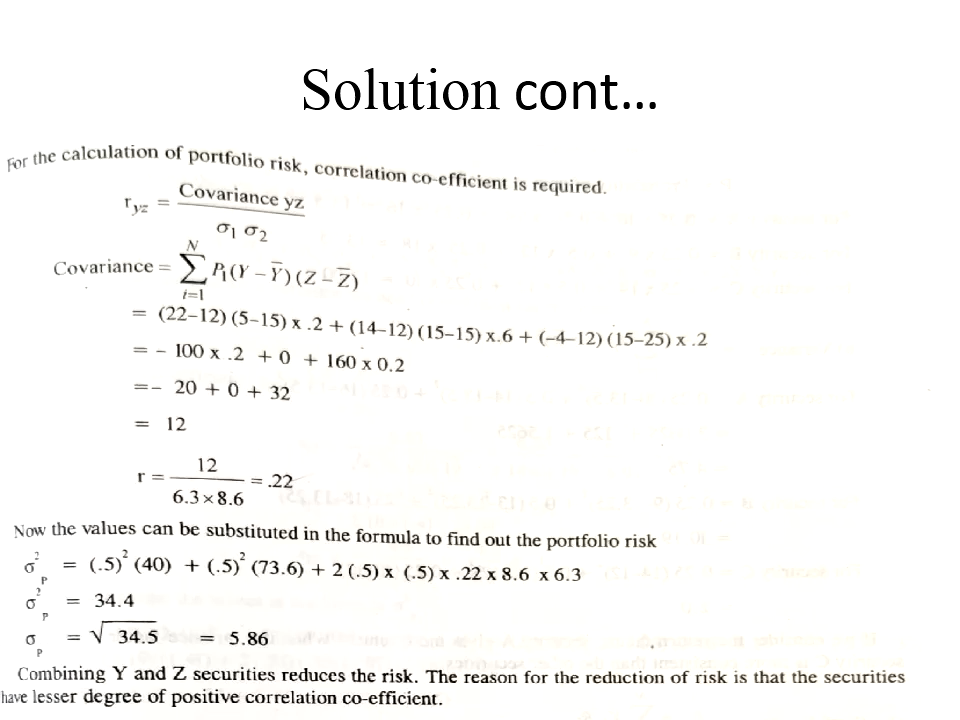 Solution cont...
For the calculation of portfolio risk, correlation co-efficient is required.
r_yz = Covariance yz / σ1 σ2
Covariance = N ∑ i=1 P1(Y – Y̅) (Z – Z̅)
= (22–12) (5–15) x .2 + (14–12) (15–15) x.6 + (–4–12) (15–25) x .2
= – 100 x .2 + 0 + 160 x 0.2
=– 20 + 0 + 32
= 12
r = 12 / 6.3 × 8.6 = .22
Now the values can be substituted in the formula to find out the portfolio risk
σ²_P = (.5)² (40) + (.5)² (73.6) + 2 (.5) x (.5) x .22 x 8.6 x 6.3
σ²_P = 34.4
σ_P = √34.5 = 5.86
Combining Y and Z securities reduces the risk. The reason for the reduction of risk is that the securities
have lesser degree of positive correlation co-efficient.